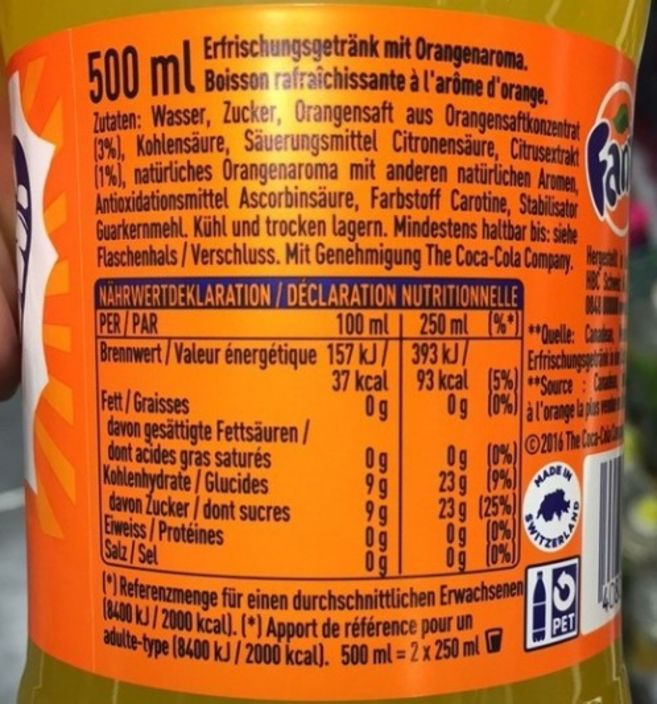 500 ml
Erfrischungsgetränk mit Orangenaroma.
Boisson rafraîchissante à l'arôme d'orange.
Zutaten: Wasser, Zucker, Orangensaft aus Orangensaftkonzentrat
(3%), Kohlensäure, Säuerungsmittel Citronensäure, Citrusextrakt
(1%), natürliches Orangenaroma mit anderen natürlichen Aromen,
Antioxidationsmittel Ascorbinsäure, Farbstoff Carotine, Stabilisator
Guarkernmehl. Kühl und trocken lagern. Mindestens haltbar bis: siehe
Flaschenhals / Verschluss. Mit Genehmigung The Coca-Cola Company.
NÄHRWERTDEKLARATION / DÉCLARATION NUTRITIONNELLE
PER / PAR 100 ml 250 ml (%*)
Brennwert / Valeur énergétique 157 kJ / 393 kJ /
37 kcal 93 kcal (5%)
Fett / Graisses 0 g 0 g (0%)
davon gesättigte Fettsäuren /
dont acides gras saturés 0 g 0 g (0%)
Kohlenhydrate / Glucides 9 g 23 g (9%)
davon Zucker / dont sucres 9 g 23 g (25%)
Eiweiss / Protéines 0 g 0 g (0%)
Salz / Sel 0 g 0 g (0%)
(*) Referenzmenge für einen durchschnittlichen Erwachsenen
(8400 kJ / 2000 kcal). (*) Apport de référence pour un
adulte-type (8400 kJ / 2000 kcal). 500 ml = 2 x 250 ml
Fan
HBC
**Quelle:
**Source :
à l'orange la plus
©2016 The Coca-Cola
MADE IN
SWITZERLAND
PET